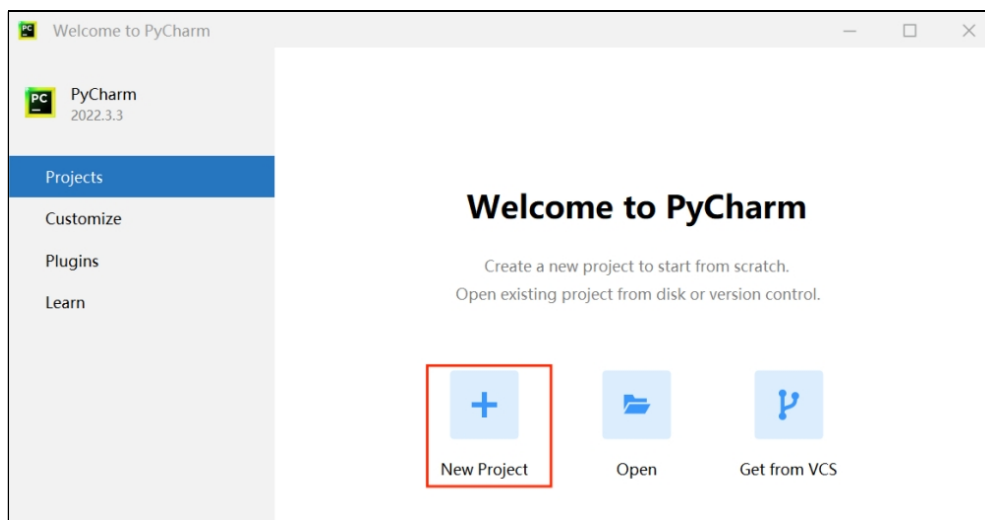 Welcome to PyCharm
PC
PyCharm
2022.3.3
Projects
Customize
Plugins
Learn
Welcome to PyCharm
Create a new project to start from scratch.
Open existing project from disk or version control.
New Project
Open
Get from VCS